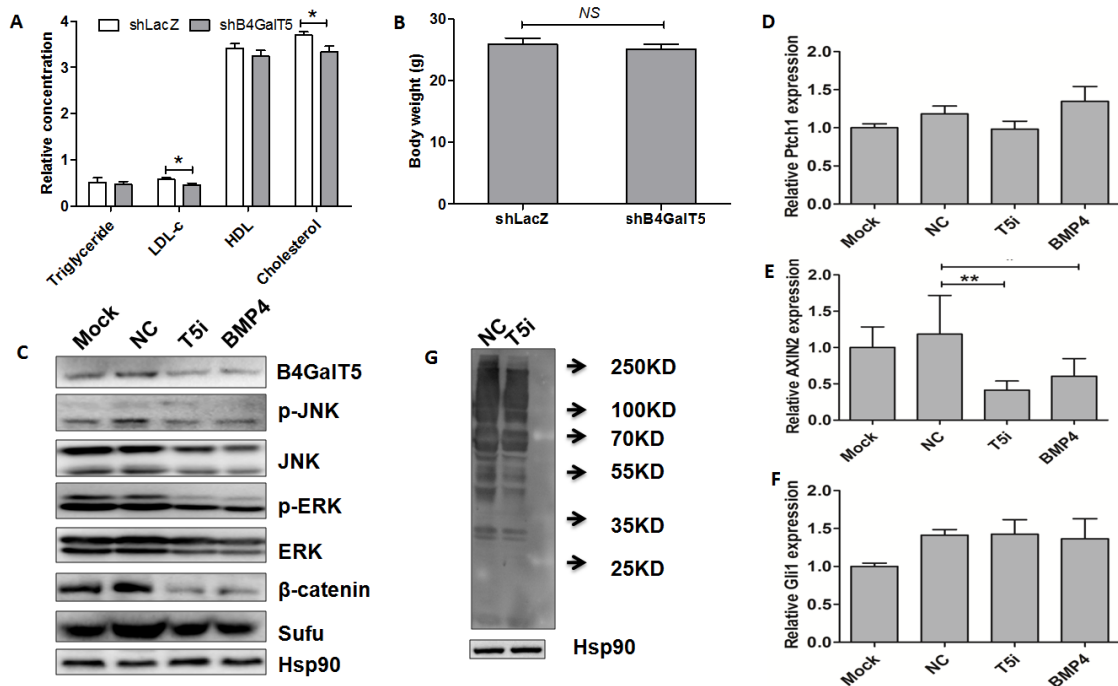 A
shLacZ shB4GalT5 *
*
Relative concentration
6
4
2
0
Triglyceride LDL-c HDL Cholesterol
B
NS
Body weight (g)
30
20
10
0
shLacZ shB4GalT5
C
Mock NC T5i BMP4
B4GalT5
p-JNK
JNK
p-ERK
ERK
β-catenin
Sufu
Hsp90
G
NC T5i
250KD
100KD
70KD
55KD
35KD
25KD
Hsp90
D
Relative Ptch1 expression
2.0
1.5
1.0
0.5
0.0
Mock NC T5i BMP4
E
**
Relative AXIN2 expression
2.0
1.5
1.0
0.5
0.0
Mock NC T5i BMP4
F
Relative Gli1 expression
2.0
1.5
1.0
0.5
0.0
Mock NC T5i BMP4